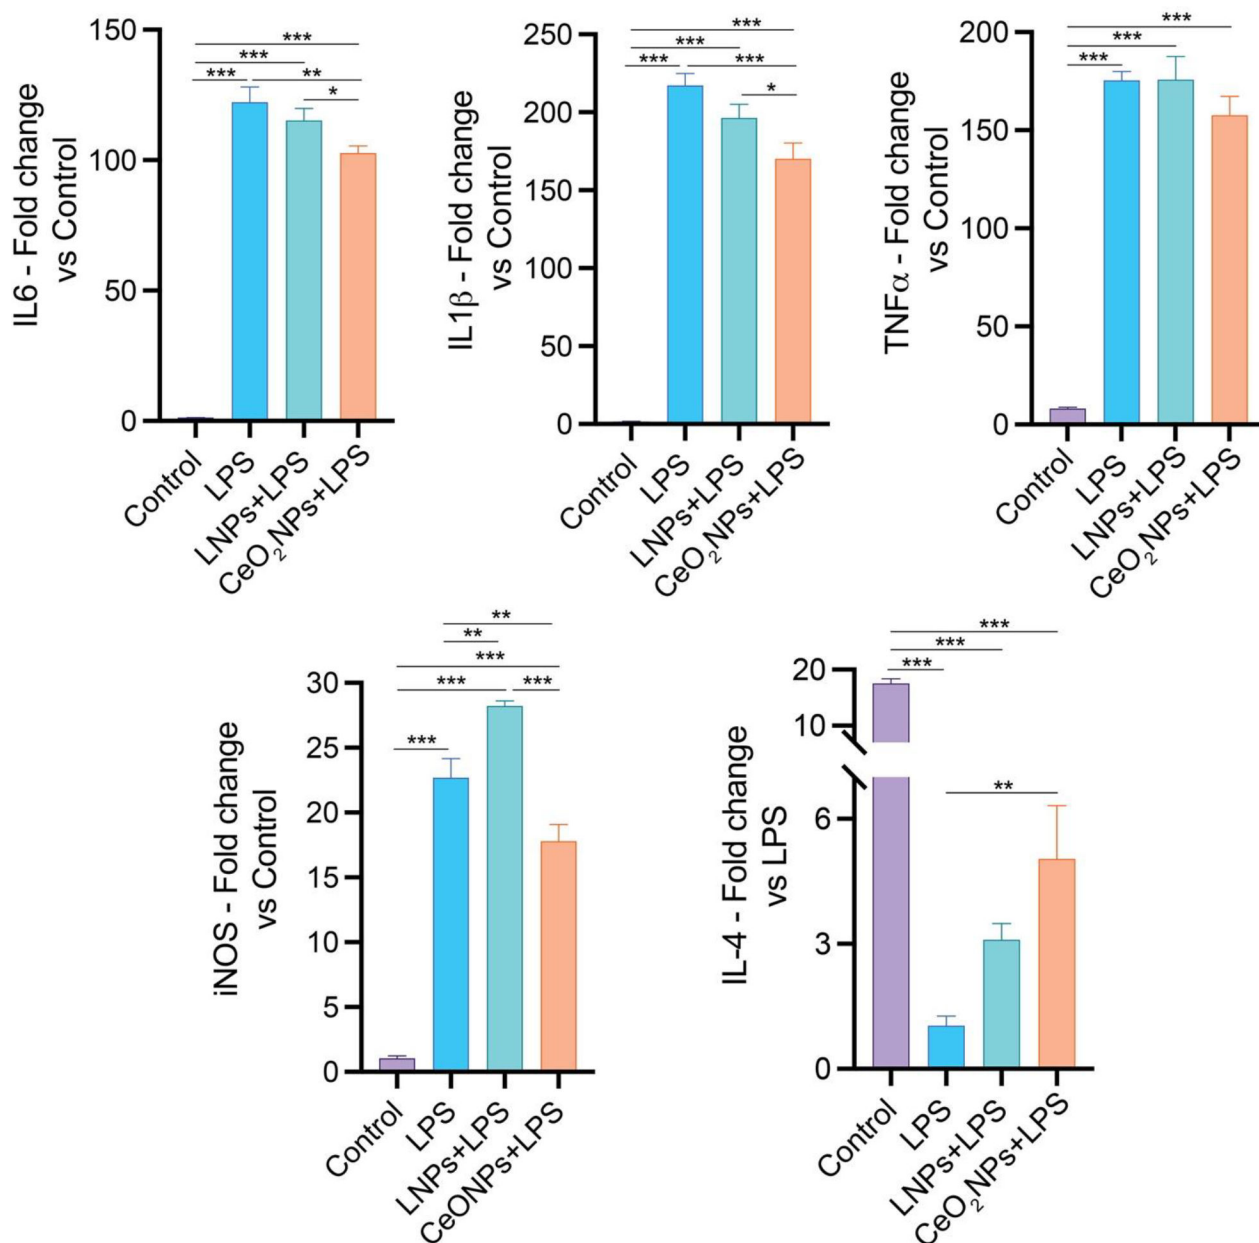 IL6 - Fold change
vs Control
150
100
50
0
***
***
***
**
*
Control
LPS
LNPs+LPS
CeO₂NPs+LPS
IL1β - Fold change
vs Control
250
200
150
100
50
0
***
***
***
***
*
Control
LPS
LNPs+LPS
CeO₂NPs+LPS
TNFα - Fold change
vs Control
200
150
100
50
0
***
***
***
Control
LPS
LNPs+LPS
CeO₂NPs+LPS
iNOS - Fold change
vs Control
30
25
20
15
10
5
0
**
**
***
***
***
***
Control
LPS
LNPs+LPS
CeONPs+LPS
IL-4 - Fold change
vs LPS
20
10
6
3
0
***
***
***
**
Control
LPS
LNPs+LPS
CeO₂NPs+LPS